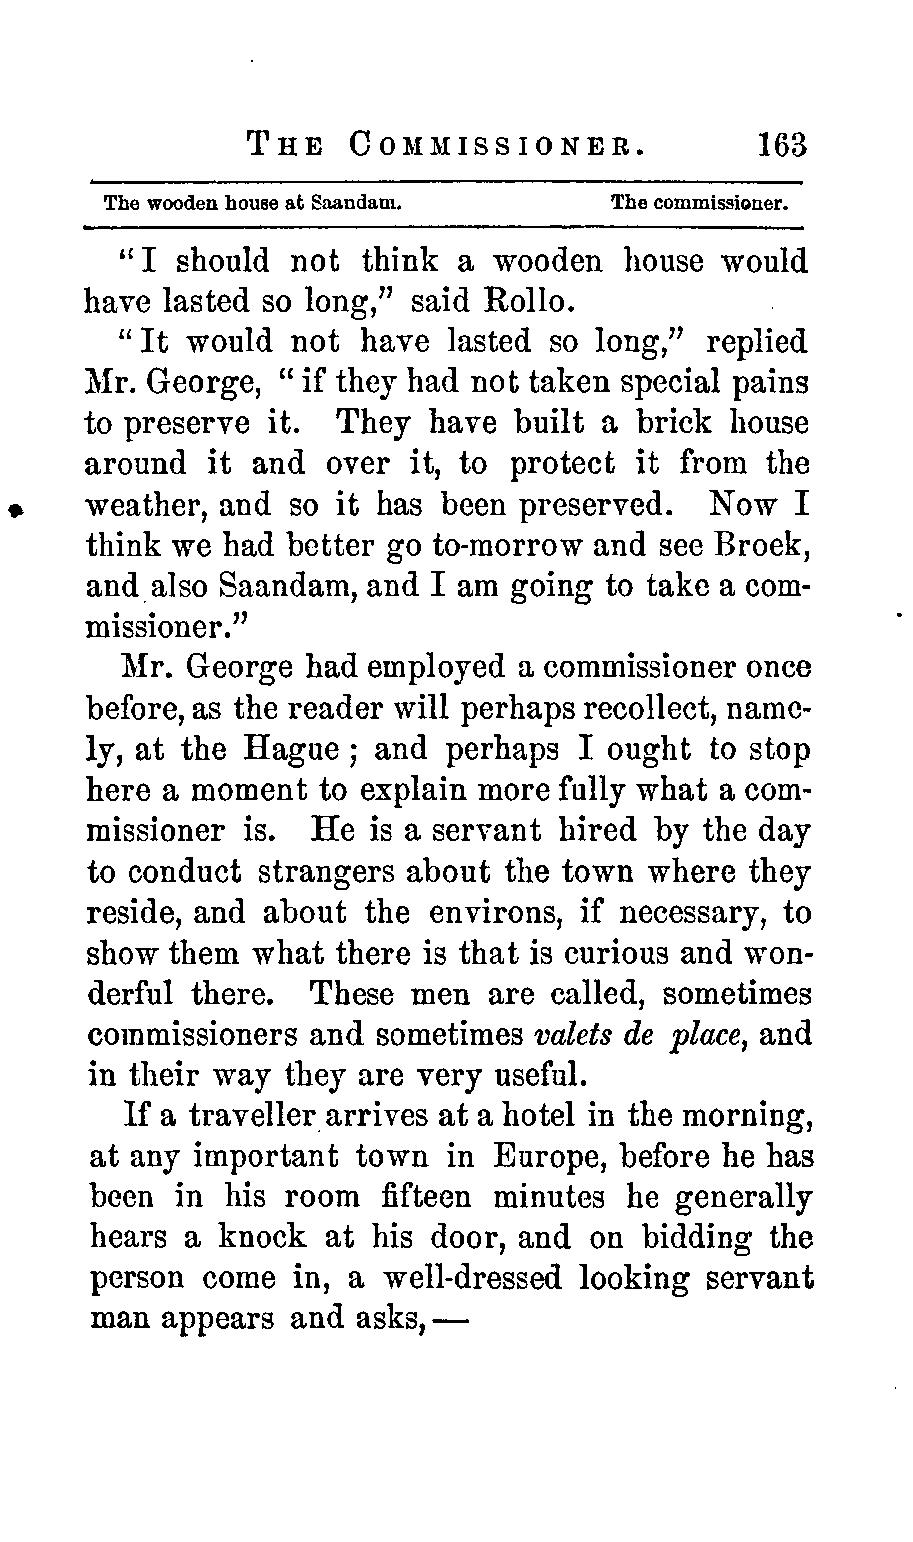 THE COMMISSIONER. 163
The wooden house at Saandam. The commissioner.
“I should not think a wooden house would
have lasted so long,” said Rollo.
“It would not have lasted so long,” replied
Mr. George, “if they had not taken special pains
to preserve it. They have built a brick house
around it and over it, to protect it from the
weather, and so it has been preserved. Now I
think we had better go to-morrow and see Broek,
and also Saandam, and I am going to take a com-
missioner.”
Mr. George had employed a commissioner once
before, as the reader will perhaps recollect, name-
ly, at the Hague; and perhaps I ought to stop
here a moment to explain more fully what a com-
missioner is. He is a servant hired by the day
to conduct strangers about the town where they
reside, and about the environs, if necessary, to
show them what there is that is curious and won-
derful there. These men are called, sometimes
commissioners and sometimes valets de place, and
in their way they are very useful.
If a traveller arrives at a hotel in the morning,
at any important town in Europe, before he has
been in his room fifteen minutes he generally
hears a knock at his door, and on bidding the
person come in, a well-dressed looking servant
man appears and asks,—